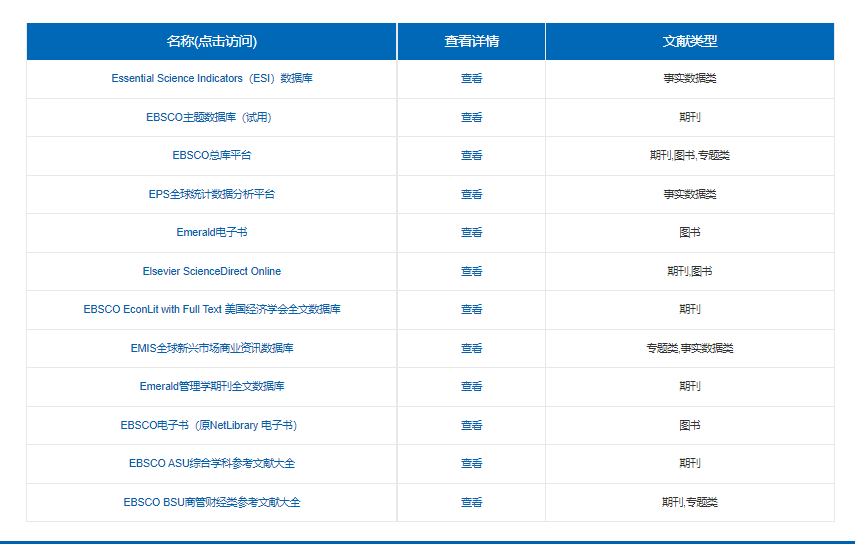 名称(点击访问) 查看详情 文献类型
Essential Science Indicators（ESI）数据库 查看 事实数据类
EBSCO主题数据库（试用） 查看 期刊
EBSCO总库平台 查看 期刊,图书,专题类
EPS全球统计数据分析平台 查看 事实数据类
Emerald电子书 查看 图书
Elsevier ScienceDirect Online 查看 期刊,图书
EBSCO EconLit with Full Text 美国经济学会全文数据库 查看 期刊
EMIS全球新兴市场商业资讯数据库 查看 专题类,事实数据类
Emerald管理学期刊全文数据库 查看 期刊
EBSCO电子书（原NetLibrary 电子书） 查看 图书
EBSCO ASU综合学科参考文献大全 查看 期刊
EBSCO BSU商管财经类参考文献大全 查看 期刊,专题类